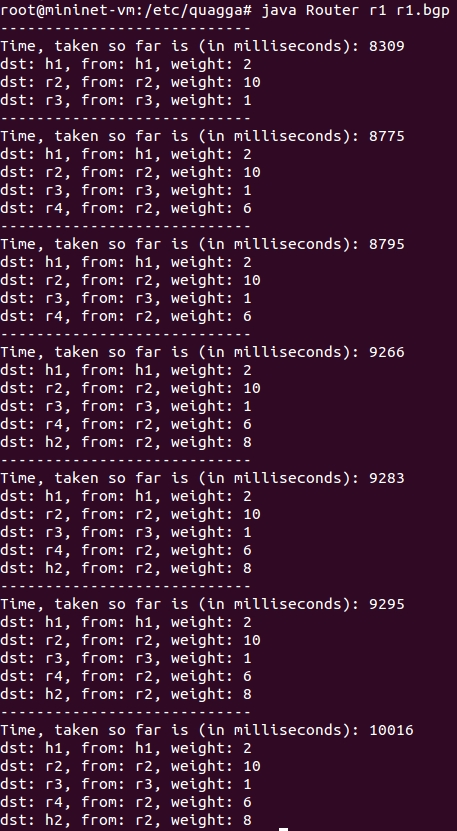 root@mininet-vm:/etc/quagga# java Router r1 r1.bgp
----------------------------
Time, taken so far is (in milliseconds): 8309
dst: h1, from: h1, weight: 2
dst: r2, from: r2, weight: 10
dst: r3, from: r3, weight: 1
----------------------------
Time, taken so far is (in milliseconds): 8775
dst: h1, from: h1, weight: 2
dst: r2, from: r2, weight: 10
dst: r3, from: r3, weight: 1
dst: r4, from: r2, weight: 6
----------------------------
Time, taken so far is (in milliseconds): 8795
dst: h1, from: h1, weight: 2
dst: r2, from: r2, weight: 10
dst: r3, from: r3, weight: 1
dst: r4, from: r2, weight: 6
----------------------------
Time, taken so far is (in milliseconds): 9266
dst: h1, from: h1, weight: 2
dst: r2, from: r2, weight: 10
dst: r3, from: r3, weight: 1
dst: r4, from: r2, weight: 6
dst: h2, from: r2, weight: 8
----------------------------
Time, taken so far is (in milliseconds): 9283
dst: h1, from: h1, weight: 2
dst: r2, from: r2, weight: 10
dst: r3, from: r3, weight: 1
dst: r4, from: r2, weight: 6
dst: h2, from: r2, weight: 8
----------------------------
Time, taken so far is (in milliseconds): 9295
dst: h1, from: h1, weight: 2
dst: r2, from: r2, weight: 10
dst: r3, from: r3, weight: 1
dst: r4, from: r2, weight: 6
dst: h2, from: r2, weight: 8
----------------------------
Time, taken so far is (in milliseconds): 10016
dst: h1, from: h1, weight: 2
dst: r2, from: r2, weight: 10
dst: r3, from: r3, weight: 1
dst: r4, from: r2, weight: 6
dst: h2, from: r2, weight: 8